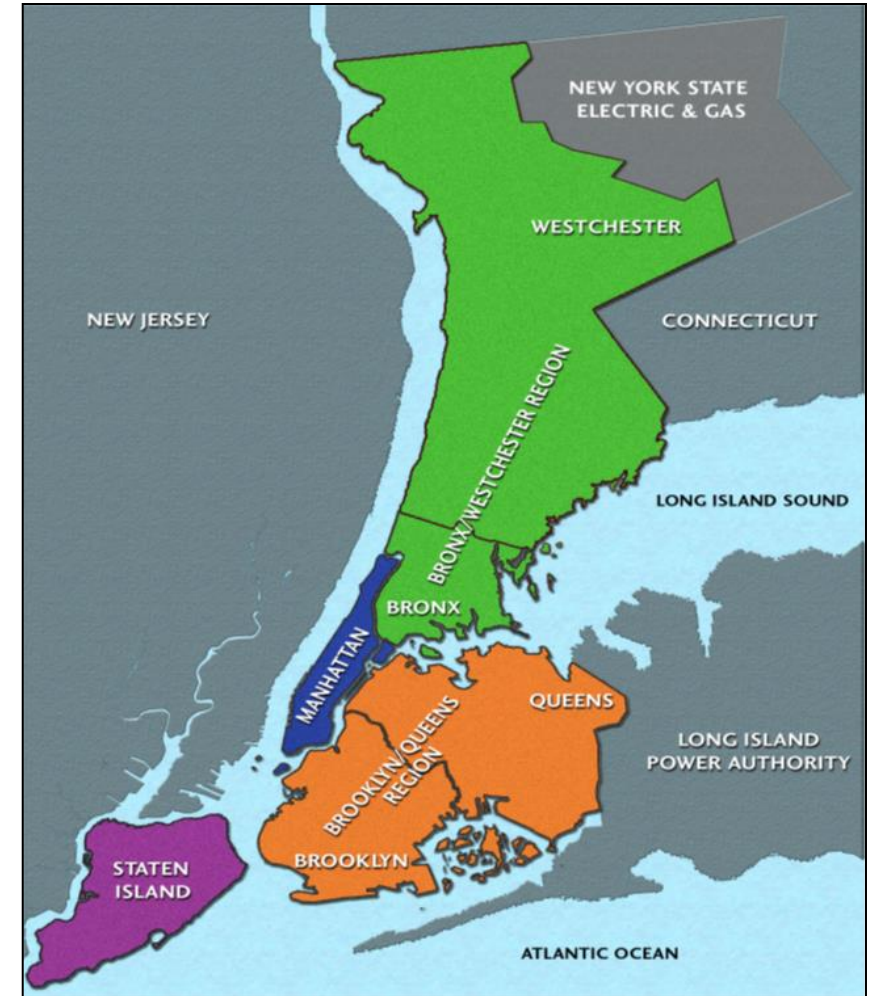 NEW YORK STATE
ELECTRIC & GAS
WESTCHESTER
NEW JERSEY
CONNECTICUT
BRONX/WESTCHESTER REGION
LONG ISLAND SOUND
BRONX
MANHATTAN
QUEENS
BROOKLYN/QUEENS
REGION
LONG ISLAND
POWER AUTHORITY
BROOKLYN
STATEN
ISLAND
ATLANTIC OCEAN